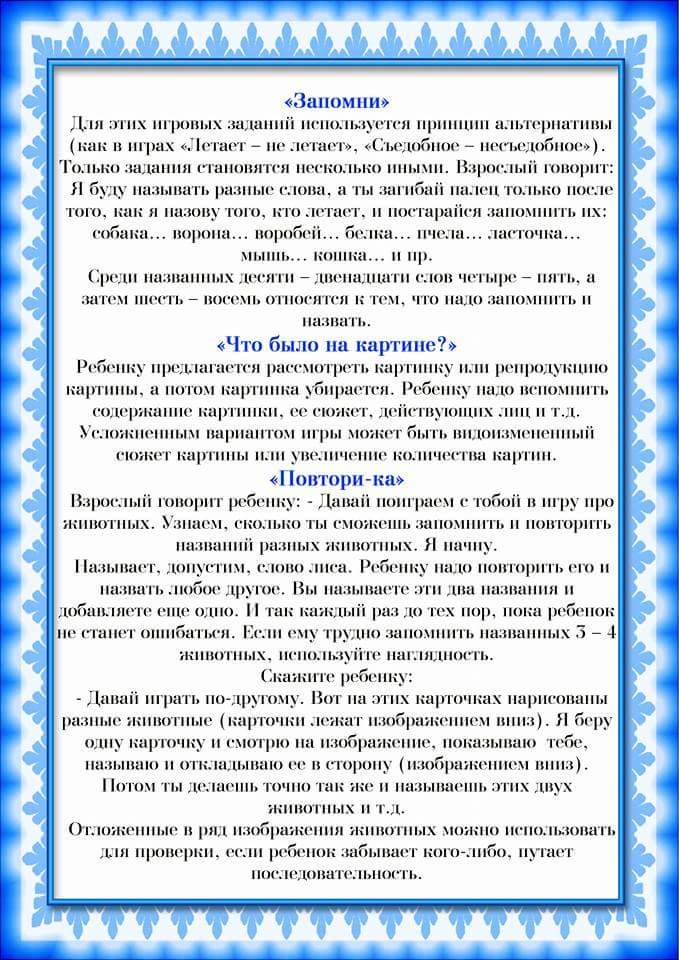 «Запомни»
Для этих игровых заданий используется принцип альтернативы
(как в играх «Летает – не летает», «Съедобное – несъедобное»).
Только задания становятся несколько иными. Взрослый говорит:
Я буду называть разные слова, а ты загибай палец только после
того, как я назову того, кто летает, и постарайся запомнить их:
собака... ворона... воробей... белка... пчела... ласточка...
мышь... кошка... и пр.
Среди названных десяти – двенадцати слов четыре – пять, а
затем шесть – восемь относятся к тем, что надо запомнить и
назвать.
«Что было на картине?»
Ребенку предлагается рассмотреть картинку или репродукцию
картины, а потом картинка убирается. Ребенку надо вспомнить
содержание картинки, ее сюжет, действующих лиц и т.д.
Усложненным вариантом игры может быть видоизмененный
сюжет картины или увеличение количества картин.
«Повтори-ка»
Взрослый говорит ребенку: - Давай поиграем с тобой в игру про
животных. Узнаем, сколько ты сможешь запомнить и повторить
названий разных животных. Я начну.
Называет, допустим, слово лиса. Ребенку надо повторить его и
назвать любое другое. Вы называете эти два названия и
добавляете еще одно. И так каждый раз до тех пор, пока ребенок
не станет ошибаться. Если ему трудно запомнить названных 3 – 4
животных, используйте наглядность.
Скажите ребенку:
- Давай играть по-другому. Вот на этих карточках нарисованы
разные животные (карточки лежат изображением вниз). Я беру
одну карточку и смотрю на изображение, показываю тебе,
называю и откладываю ее в сторону (изображением вниз).
Потом ты делаешь точно так же и называешь этих двух
животных и т.д.
Отложенные в ряд изображения животных можно использовать
для проверки, если ребенок забывает кого-либо, путает
последовательность.